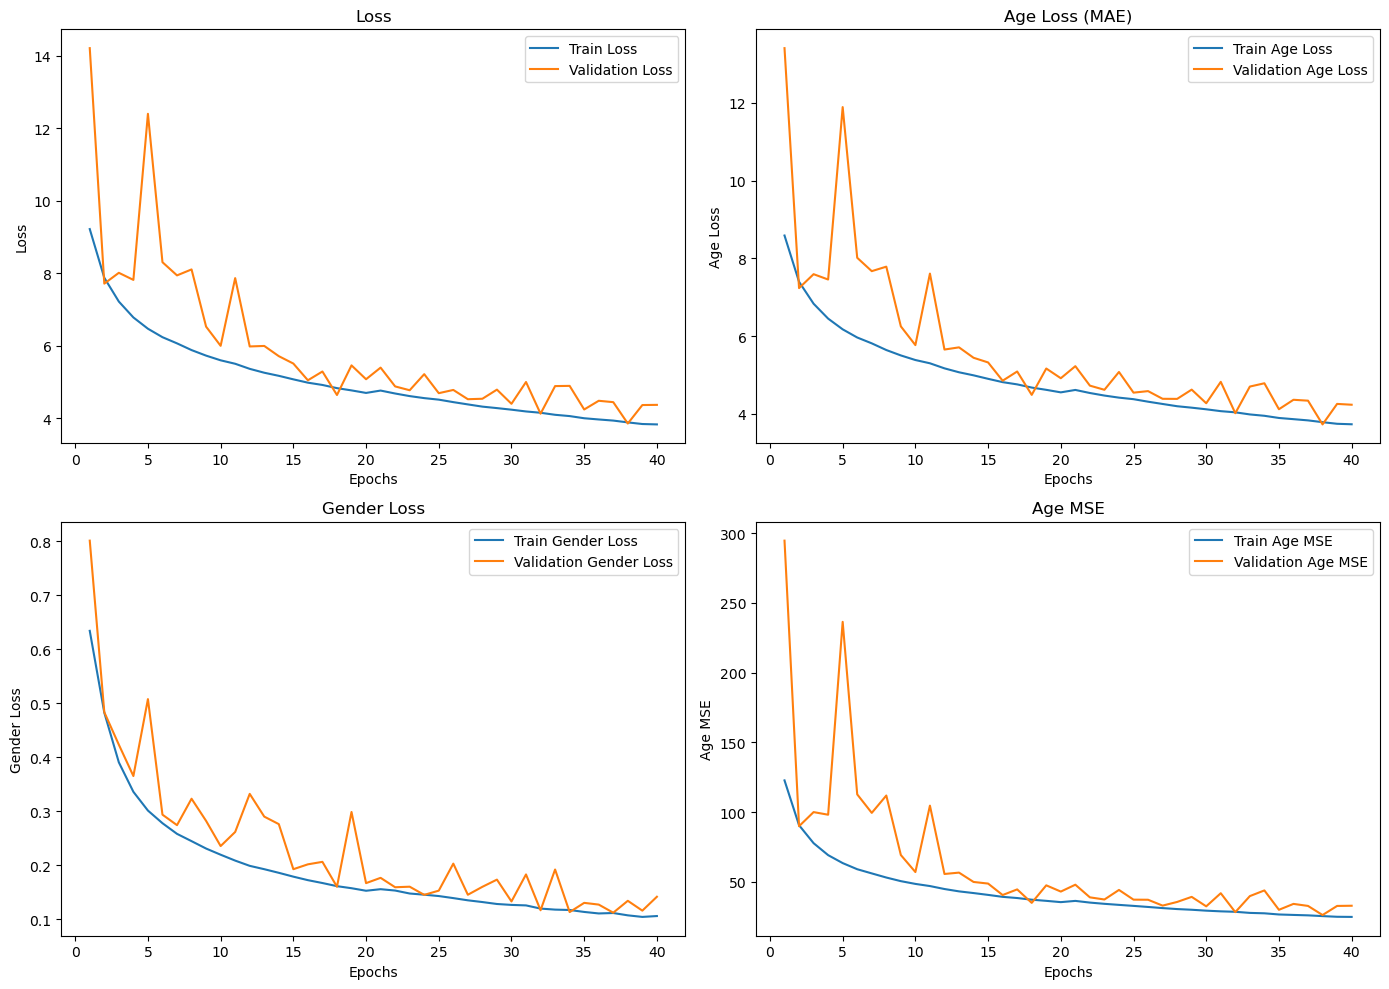 Loss
Train Loss
Validation Loss
14
12
10
8
6
4
Loss
0 5 10 15 20 25 30 35 40
Epochs
Age Loss (MAE)
Train Age Loss
Validation Age Loss
12
10
8
6
4
Age Loss
0 5 10 15 20 25 30 35 40
Epochs
Gender Loss
Train Gender Loss
Validation Gender Loss
0.8
0.7
0.6
0.5
0.4
0.3
0.2
0.1
Gender Loss
0 5 10 15 20 25 30 35 40
Epochs
Age MSE
Train Age MSE
Validation Age MSE
300
250
200
150
100
50
Age MSE
0 5 10 15 20 25 30 35 40
Epochs